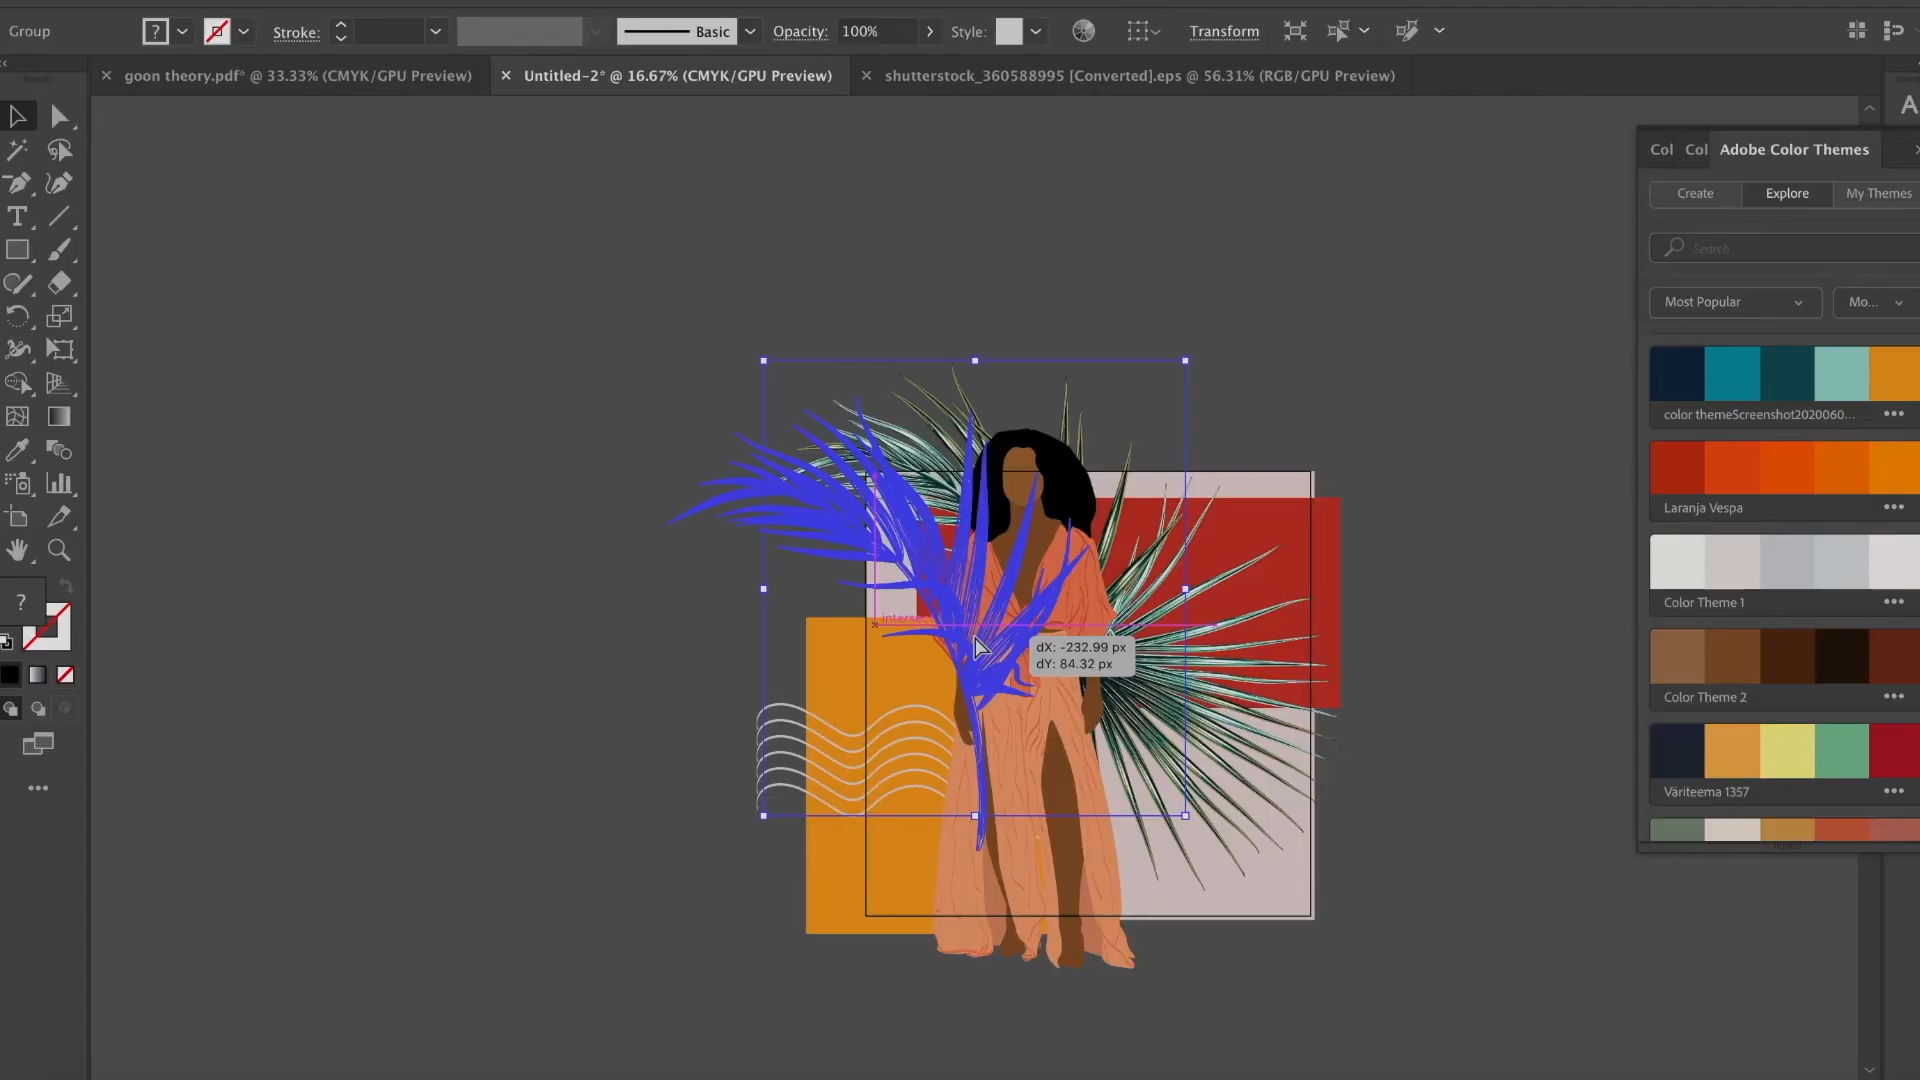 Group
?
Stroke:
Basic
Opacity:
100%
Style:
Transform
goon theory.pdf* @ 33.33% (CMYK/GPU Preview)
Untitled-2* @ 16.67% (CMYK/GPU Preview)
shutterstock_360588995 [Converted].eps @ 56.31% (RGB/GPU Preview)
A
T
Col
Col
Adobe Color Themes
Create
Explore
My Themes
Search
Most Popular
Mo...
color themeScreenshot2020060...
Laranja Vespa
Color Theme 1
Color Theme 2
Väriteema 1357
dX: -232.99 px
dY: 84.32 px
?